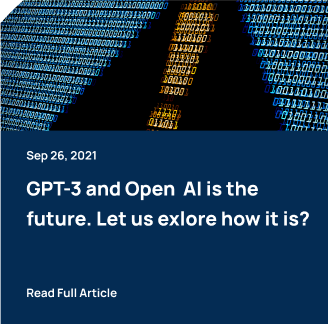 Sep 26, 2021
GPT-3 and Open  AI is the
future. Let us exlore how it is?
Read Full Article